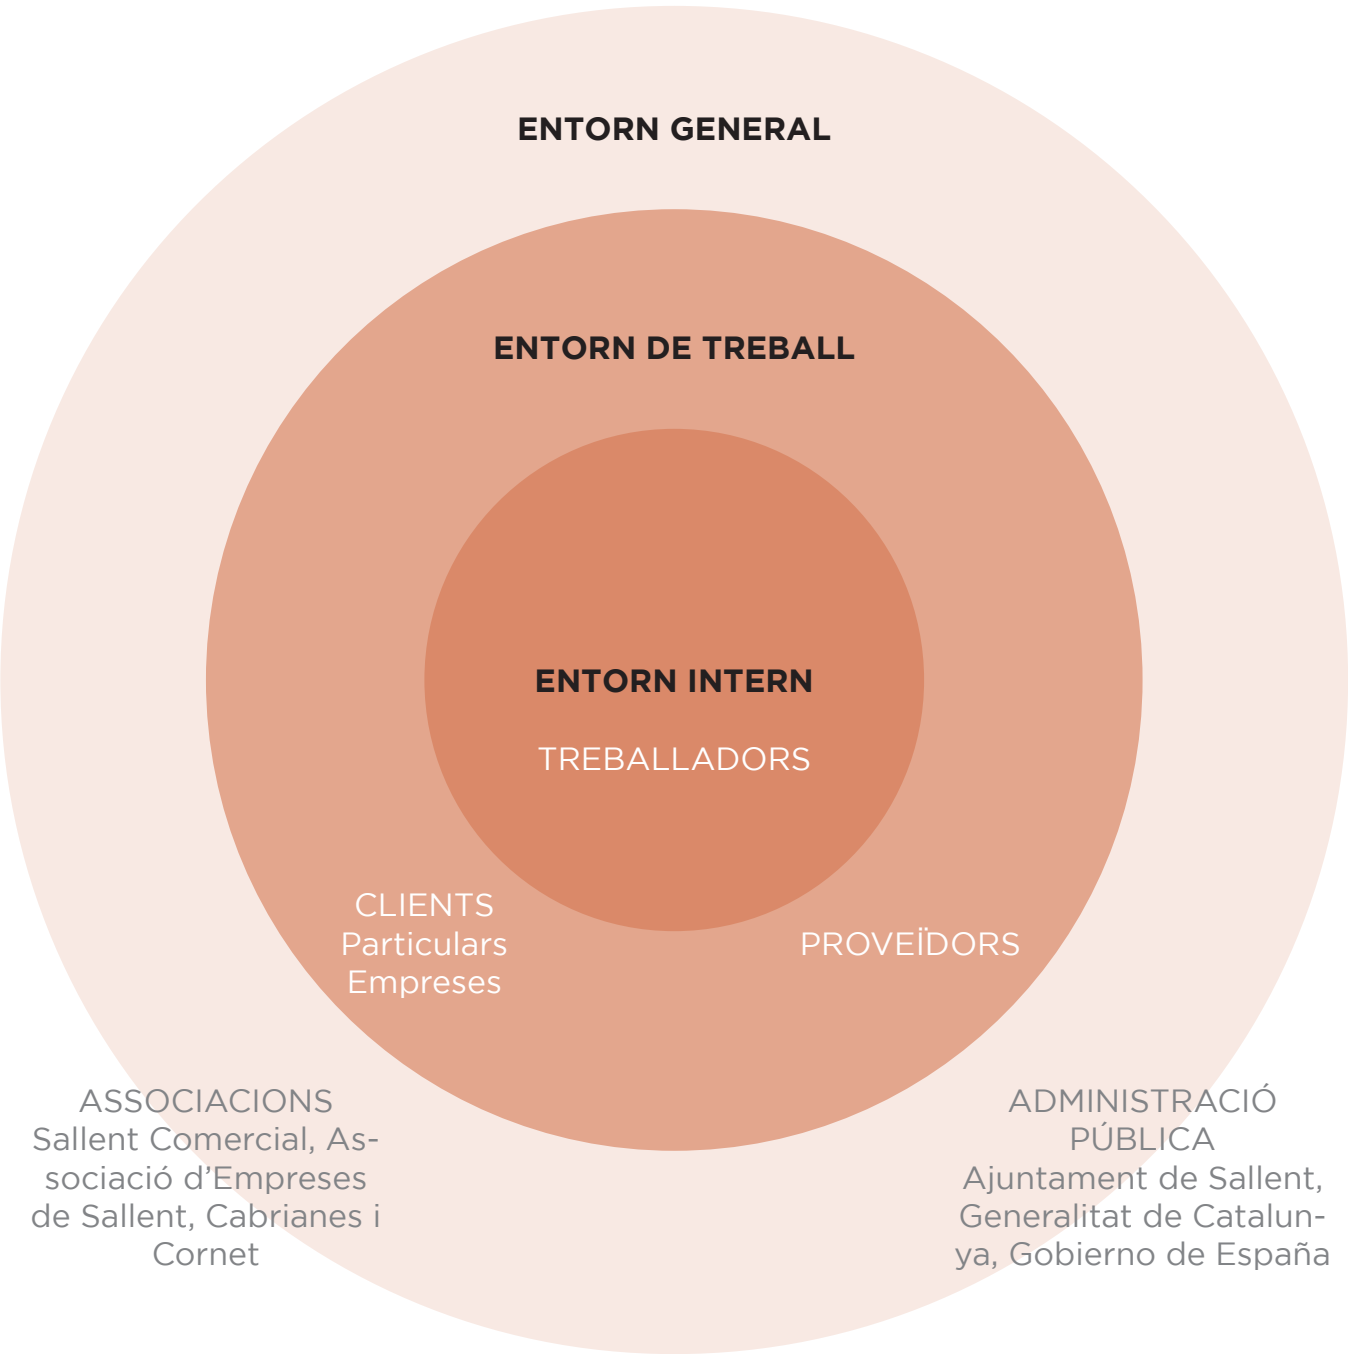 ENTORN GENERAL
ENTORN DE TREBALL
ENTORN INTERN
TREBALLADORS
CLIENTS
Particulars
Empreses
PROVEÏDORS
ASSOCIACIONS
Sallent Comercial, As-
sociació d’Empreses
de Sallent, Cabrianes i
Cornet
ADMINISTRACIÓ
PÚBLICA
Ajuntament de Sallent,
Generalitat de Catalun-
ya, Gobierno de España